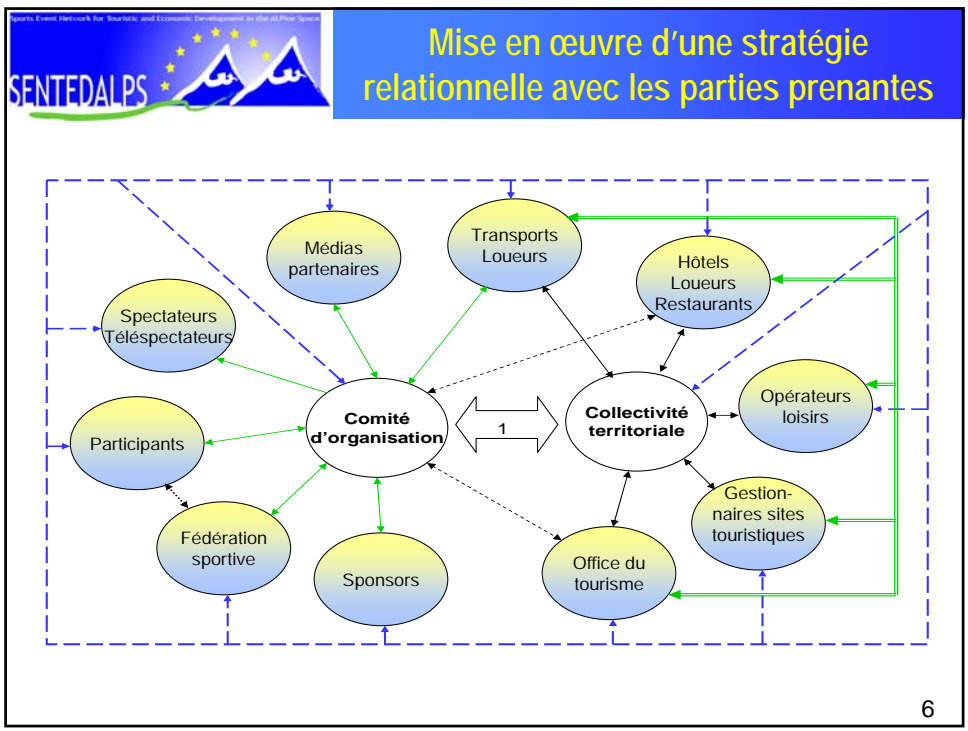 Sports Event Network for Touristic and Economic Development in the ALPine Space
SENTEDALPS
Mise en œuvre d'une stratégie
relationnelle avec les parties prenantes
Médias
partenaires
Transports
Loueurs
Hôtels
Loueurs
Restaurants
Spectateurs
Téléspectateurs
Opérateurs
loisirs
Comité
d'organisation
1
Collectivité
territoriale
Participants
Gestion-
naires sites
touristiques
Fédération
sportive
Sponsors
Office du
tourisme
6